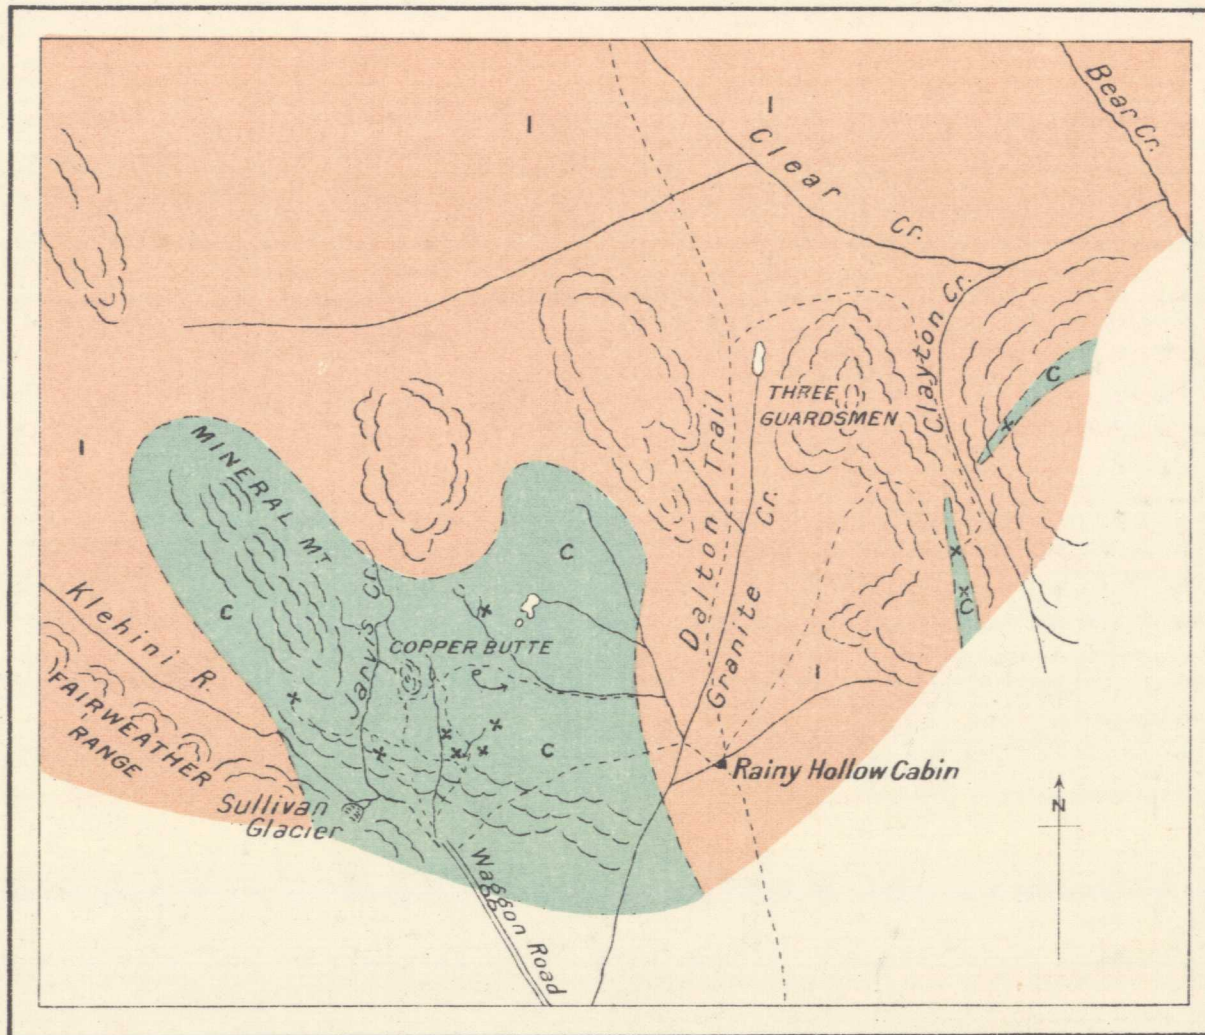 I
I
Clear
Cr.
Bear Cr.
Clayton Cr.
THREE
GUARDSMEN
C
I
MINERAL MT.
Dalton Trail
Granite Cr.
C
C
Klehini R.
Jarvis Cr.
COPPER BUTTE
C
FAIRWEATHER
RANGE
C
I
Rainy Hollow Cabin
Sullivan
Glacier
N
Waggon Road